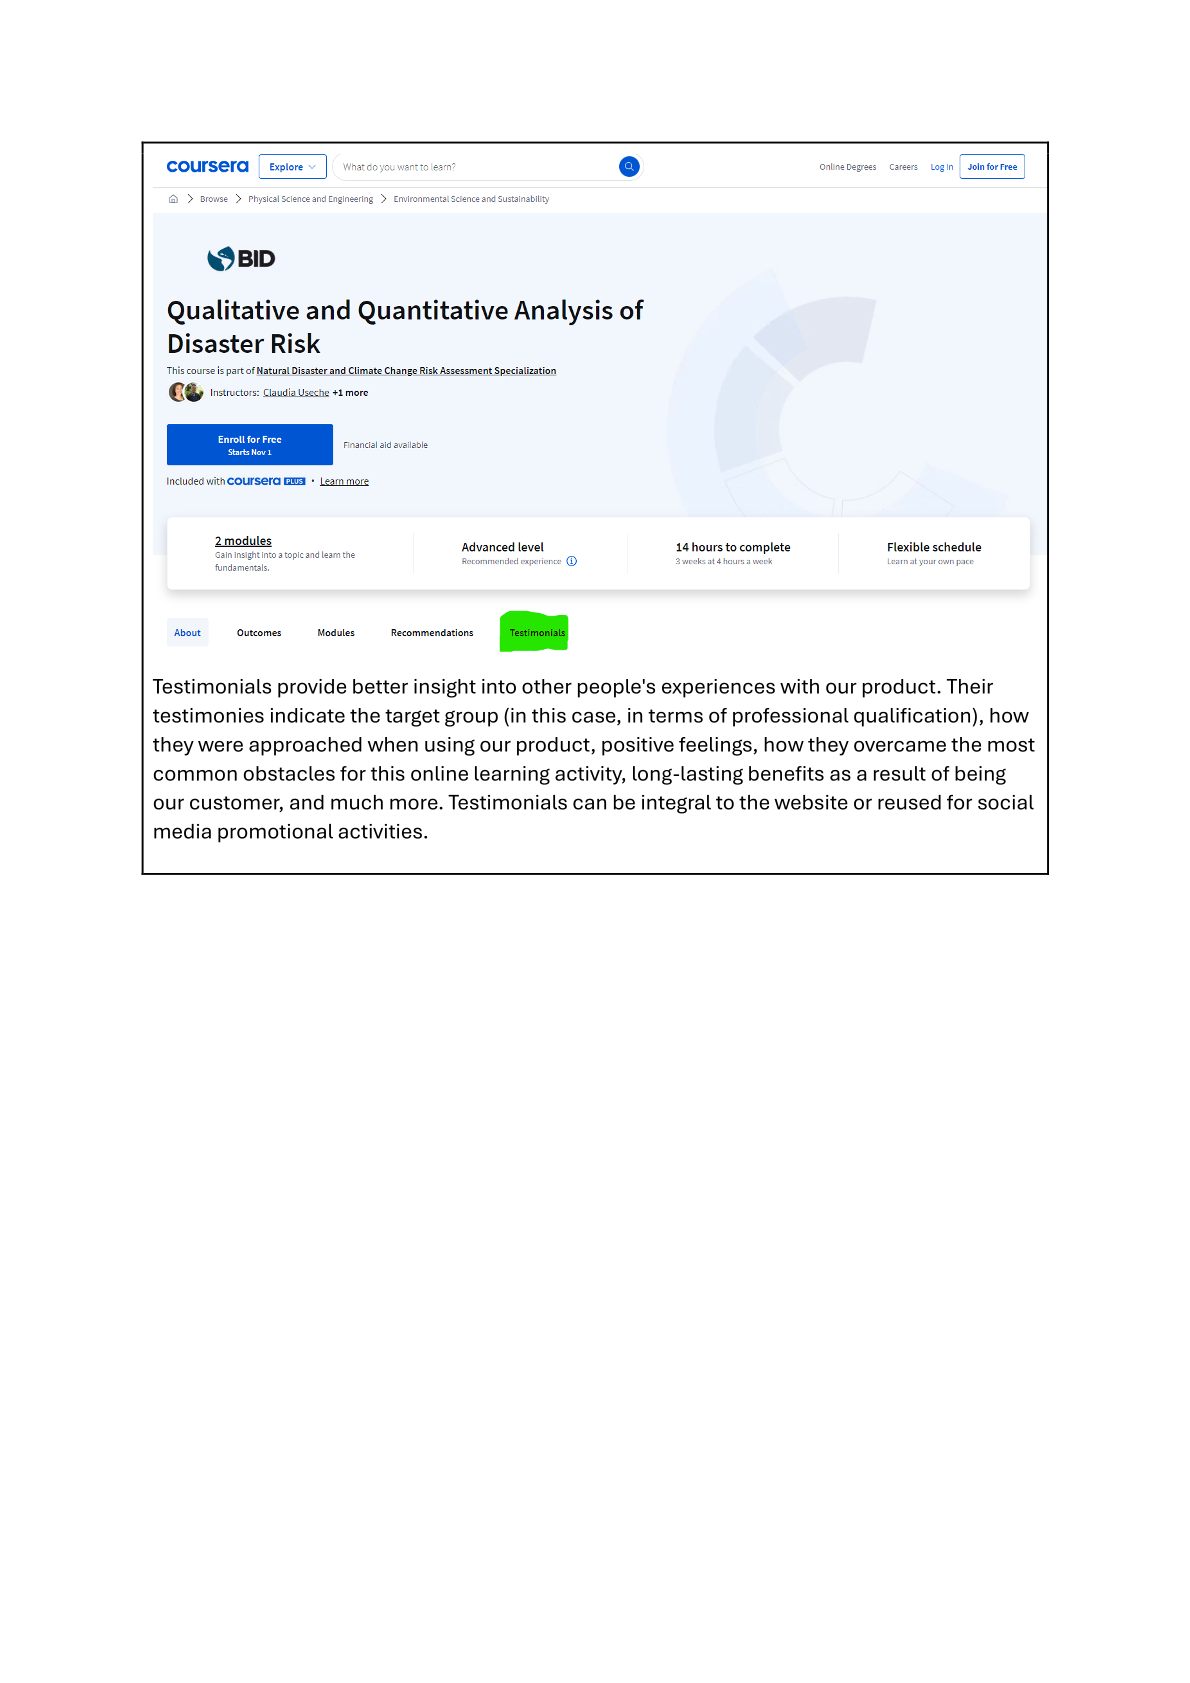 coursera Explore What do you want to learn? Online Degrees Careers Log In Join for Free
Browse Physical Science and Engineering Environmental Science and Sustainability
BID
Qualitative and Quantitative Analysis of
Disaster Risk
This course is part of Natural Disaster and Climate Change Risk Assessment Specialization
Instructors: Claudia Useche +1 more
Enroll for Free
Starts Nov 1
Financial aid available
Included with coursera PLUS • Learn more
2 modules
Gain insight into a topic and learn the
fundamentals.
Advanced level
Recommended experience
14 hours to complete
3 weeks at 4 hours a week
Flexible schedule
Learn at your own pace
About Outcomes Modules Recommendations Testimonials
Testimonials provide better insight into other people's experiences with our product. Their
testimonies indicate the target group (in this case, in terms of professional qualification), how
they were approached when using our product, positive feelings, how they overcame the most
common obstacles for this online learning activity, long-lasting benefits as a result of being
our customer, and much more. Testimonials can be integral to the website or reused for social
media promotional activities.